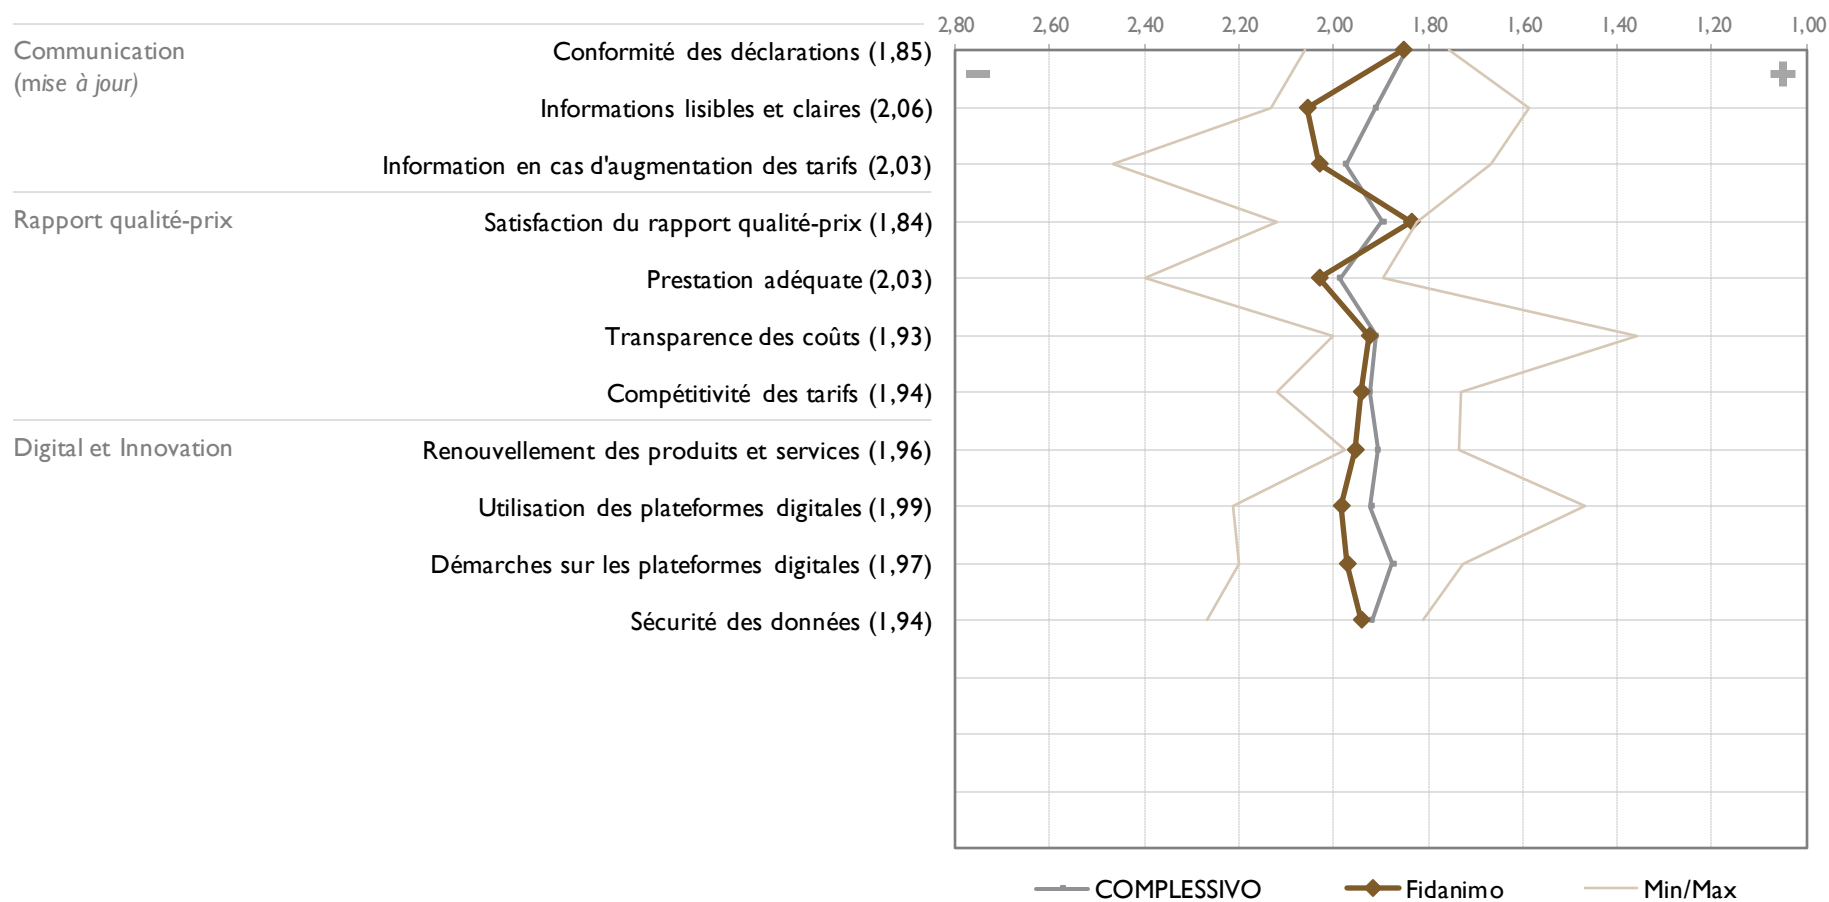 2,80 2,60 2,40 2,20 2,00 1,80 1,60 1,40 1,20 1,00
Communication
(mise à jour)
Conformité des déclarations (1,85)
Informations lisibles et claires (2,06)
Information en cas d'augmentation des tarifs (2,03)
Rapport qualité-prix
Satisfaction du rapport qualité-prix (1,84)
Prestation adéquate (2,03)
Transparence des coûts (1,93)
Compétitivité des tarifs (1,94)
Digital et Innovation
Renouvellement des produits et services (1,96)
Utilisation des plateformes digitales (1,99)
Démarches sur les plateformes digitales (1,97)
Sécurité des données (1,94)
COMPLESSIVO Fidanimo Min/Max